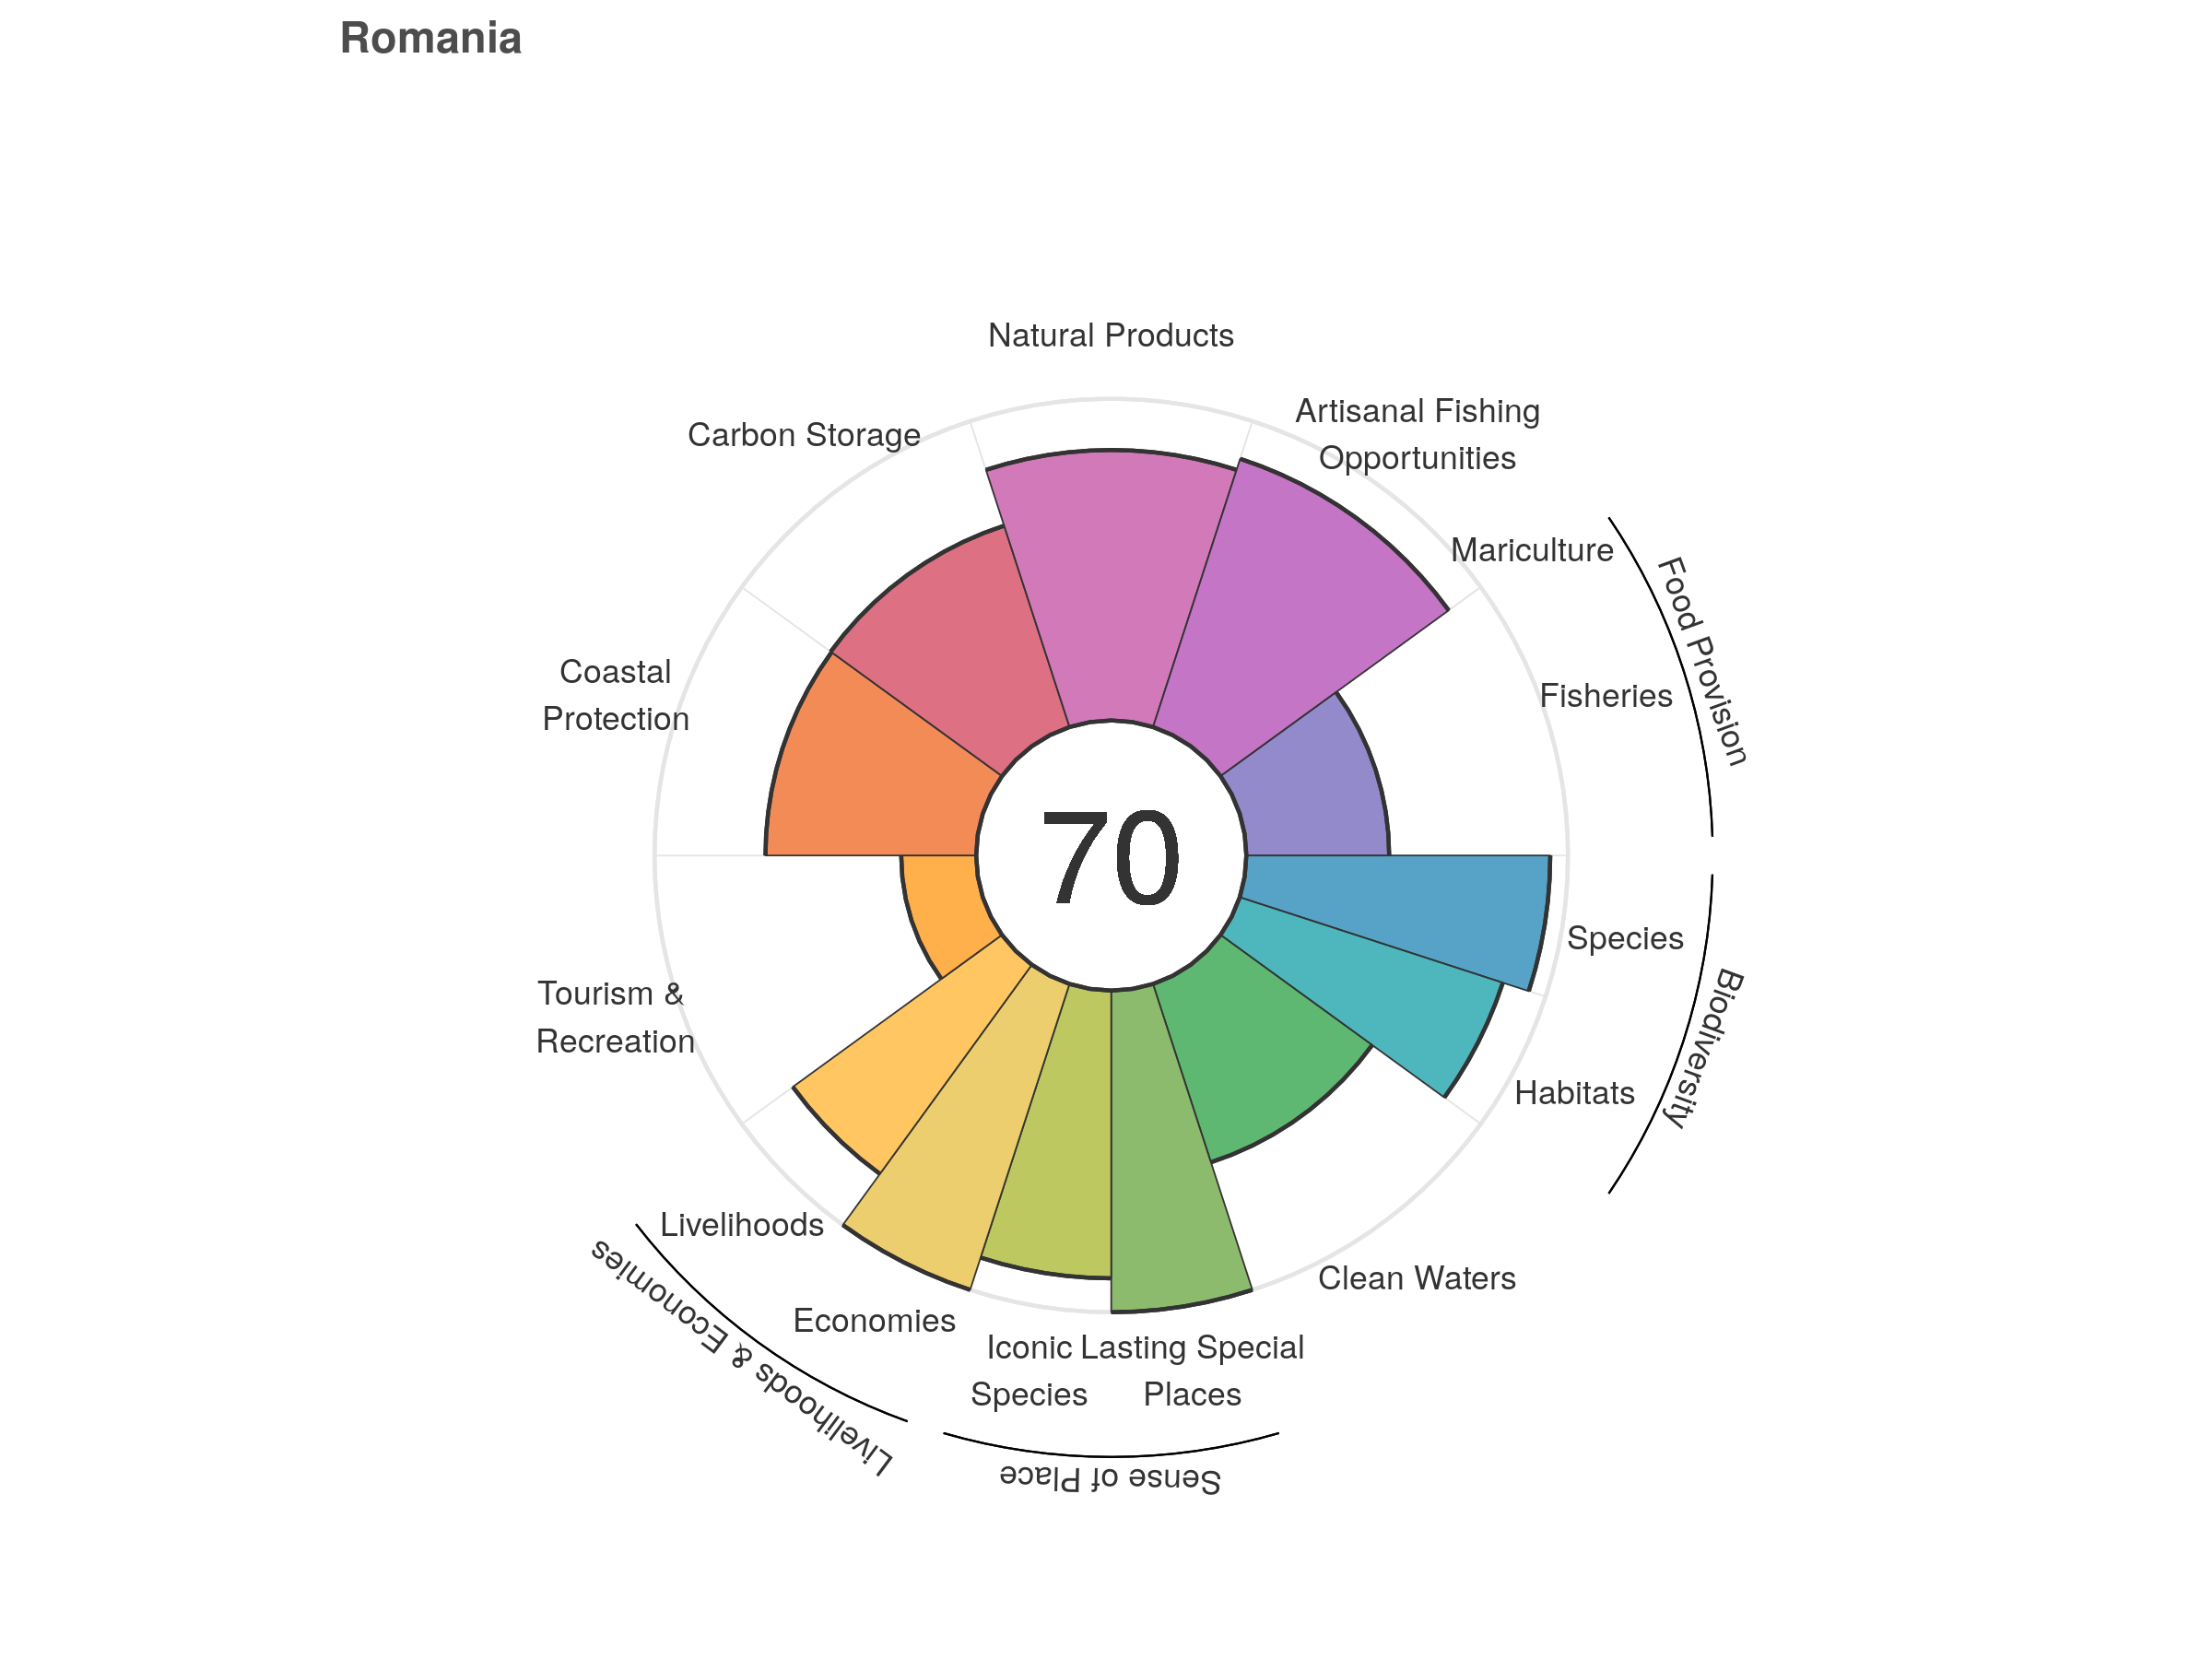 Romania
Natural Products
Artisanal Fishing
Opportunities
Carbon Storage
Mariculture
Food Provision
Fisheries
Coastal
Protection
70
Species
Biodiversity
Tourism &
Recreation
Habitats
Livelihoods
Clean Waters
Economies
Livelihoods & Economies
Iconic
Species
Lasting Special
Places
Sense of Place